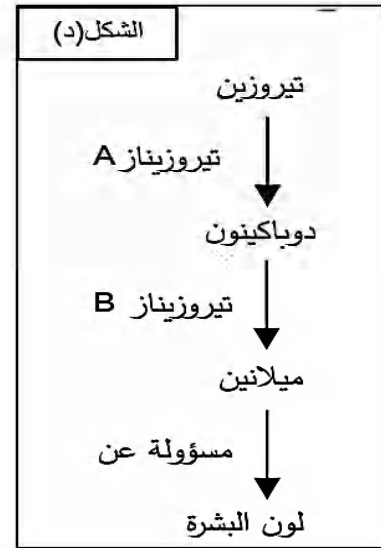 الشكل(د)
تيروزين
تيروزيناز A
دوباكينون
تيروزيناز B
ميلانين
مسؤولة عن
لون البشرة